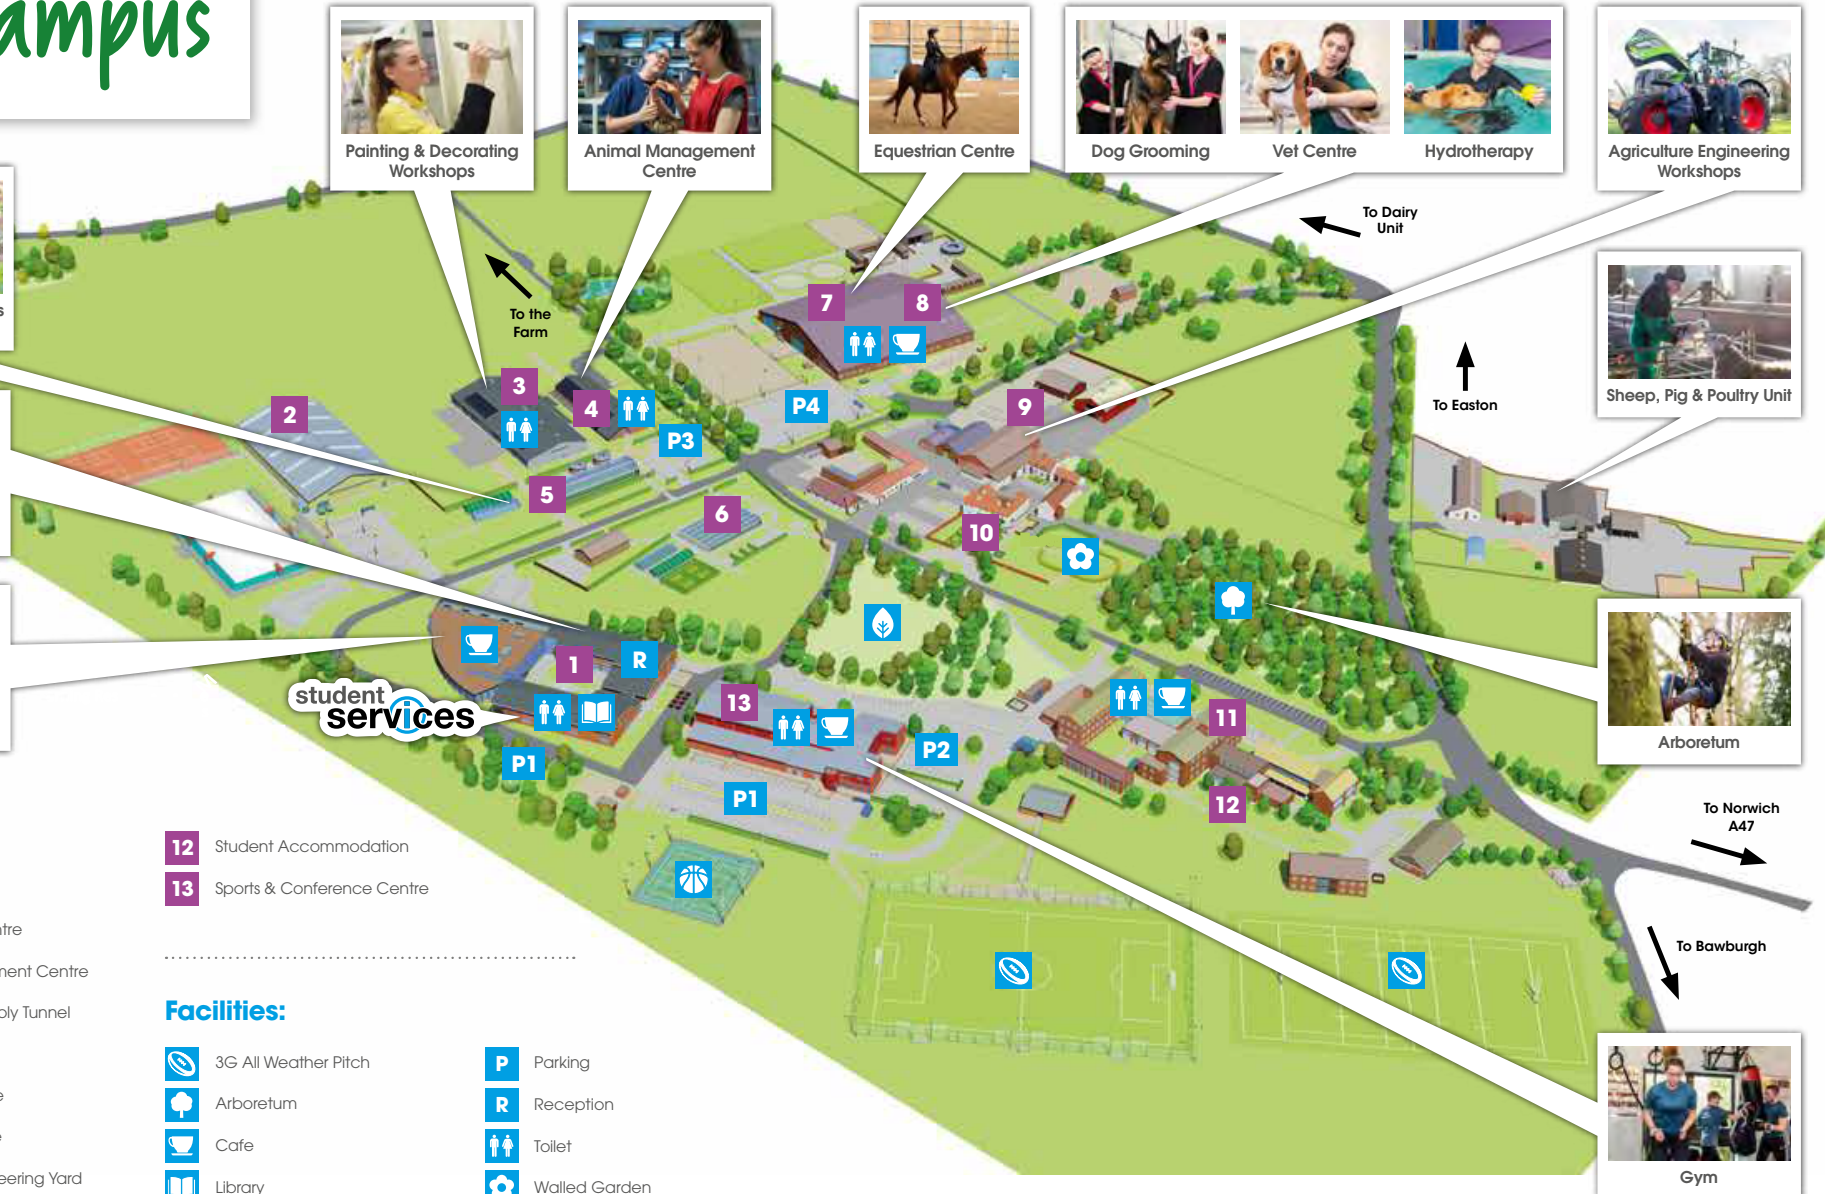 ampus
Painting & Decorating
Workshops
Animal Management
Centre
Equestrian Centre
Dog Grooming
Vet Centre
Hydrotherapy
Agriculture Engineering
Workshops
To Dairy
Unit
To the
Farm
s
7
8
To Easton
Sheep, Pig & Poultry Unit
3
4
2
9
P4
P3
5
6
10
1
R
student
services
13
11
P2
P1
P1
12
Arboretum
To Norwich
A47
To Bawburgh
Gym
12 Student Accommodation
13 Sports & Conference Centre
ntre
ment Centre
oly Tunnel
e
e
eering Yard
Facilities:
3G All Weather Pitch
Arboretum
Cafe
Library
P Parking
R Reception
Toilet
Walled Garden